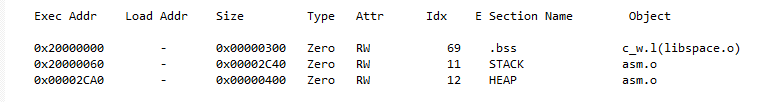 Exec Addr Load Addr Size Type Attr Idx E Section Name Object
0x20000000 - 0x00000300 Zero RW 69 .bss c_w.l(libspace.o)
0x20000060 - 0x00002C40 Zero RW 11 STACK asm.o
0x00002CA0 - 0x00000400 Zero RW 12 HEAP asm.o